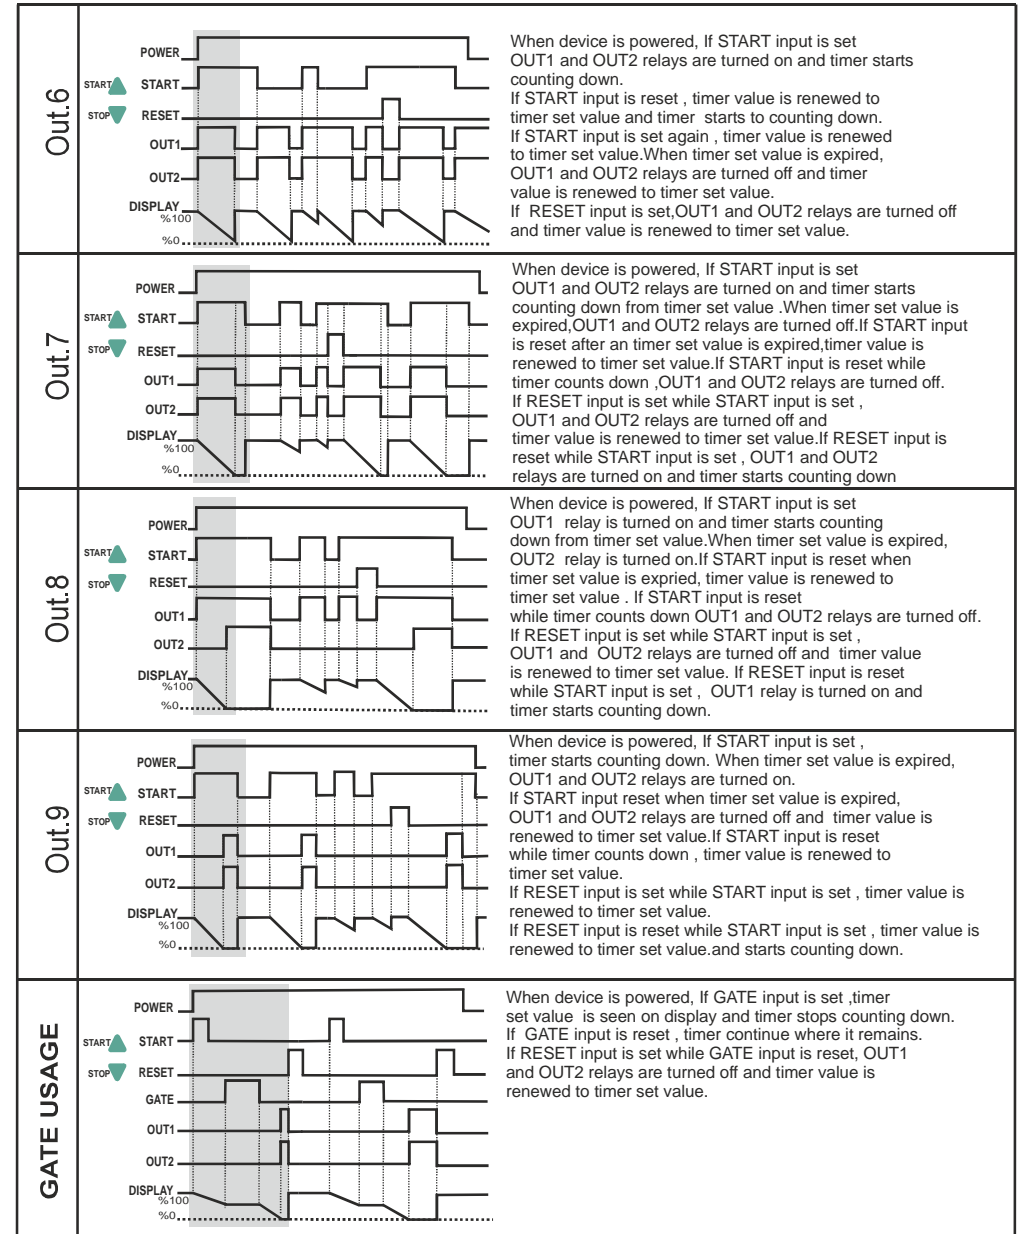 Out.6
POWER
START START
STOP RESET
OUT1
OUT2
DISPLAY
%100
%0
When device is powered, If START input is set
OUT1 and OUT2 relays are turned on and timer starts
counting down.
If START input is reset , timer value is renewed to
timer set value and timer starts to counting down.
If START input is set again , timer value is renewed
to timer set value.When timer set value is expired,
OUT1 and OUT2 relays are turned off and timer
value is renewed to timer set value.
If RESET input is set,OUT1 and OUT2 relays are turned off
and timer value is renewed to timer set value.
Out.7
POWER
START START
STOP RESET
OUT1
OUT2
DISPLAY
%100
%0
When device is powered, If START input is set
OUT1 and OUT2 relays are turned on and timer starts
counting down from timer set value .When timer set value is
expired,OUT1 and OUT2 relays are turned off.If START input
is reset after an timer set value is expired,timer value is
renewed to timer set value.If START input is reset while
timer counts down ,OUT1 and OUT2 relays are turned off.
If RESET input is set while START input is set ,
OUT1 and OUT2 relays are turned off and
timer value is renewed to timer set value.If RESET input is
reset while START input is set , OUT1 and OUT2
relays are turned on and timer starts counting down
Out.8
POWER
START START
STOP RESET
OUT1
OUT2
DISPLAY
%100
%0
When device is powered, If START input is set
OUT1 relay is turned on and timer starts counting
down from timer set value.When timer set value is expired,
OUT2 relay is turned on.If START input is reset when
timer set value is expried, timer value is renewed to
timer set value . If START input is reset
while timer counts down OUT1 and OUT2 relays are turned off.
If RESET input is set while START input is set ,
OUT1 and OUT2 relays are turned off and timer value
is renewed to timer set value. If RESET input is reset
while START input is set , OUT1 relay is turned on and
timer starts counting down.
Out.9
POWER
START START
STOP RESET
OUT1
OUT2
DISPLAY
%100
%0
When device is powered, If START input is set ,
timer starts counting down. When timer set value is expired,
OUT1 and OUT2 relays are turned on.
If START input reset when timer set value is expired,
OUT1 and OUT2 relays are turned off and timer value is
renewed to timer set value.If START input is reset
while timer counts down , timer value is renewed to
timer set value.
If RESET input is set while START input is set , timer value is
renewed to timer set value.
If RESET input is reset while START input is set , timer value is
renewed to timer set value.and starts counting down.
GATE USAGE
POWER
START START
STOP RESET
GATE
OUT1
OUT2
DISPLAY
%100
%0
When device is powered, If GATE input is set ,timer
set value is seen on display and timer stops counting down.
If GATE input is reset , timer continue where it remains.
If RESET input is set while GATE input is reset, OUT1
and OUT2 relays are turned off and timer value is
renewed to timer set value.